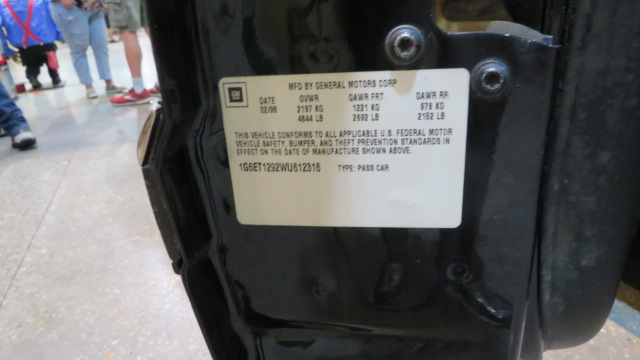 GM
MFD BY GENERAL MOTORS CORP
DATE GVWR GAWR FRT GAWR RR
02/98 2197 KG 1221 KG 976 KG
4844 LB 2692 LB 2152 LB
THIS VEHICLE CONFORMS TO ALL APPLICABLE U.S. FEDERAL MOTOR
VEHICLE SAFETY, BUMPER, AND THEFT PREVENTION STANDARDS IN
EFFECT ON THE DATE OF MANUFACTURE SHOWN ABOVE.
1G6ET1292WU612316 TYPE: PASS CAR